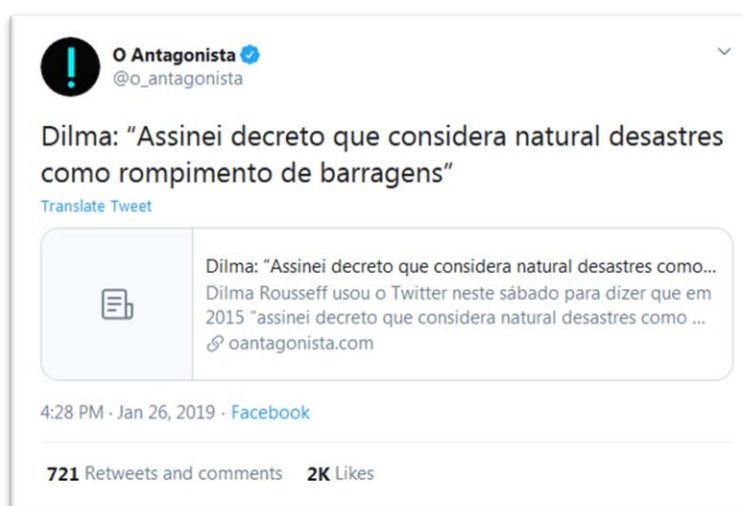 O Antagonista
@o_antagonista
Dilma: “Assinei decreto que considera natural desastres
como rompimento de barragens”
Translate Tweet
Dilma: “Assinei decreto que considera natural desastres como...
Dilma Rousseff usou o Twitter neste sábado para dizer que em
2015 “assinei decreto que considera natural desastres como ...
oantagonista.com
4:28 PM · Jan 26, 2019 · Facebook
721 Retweets and comments 2K Likes